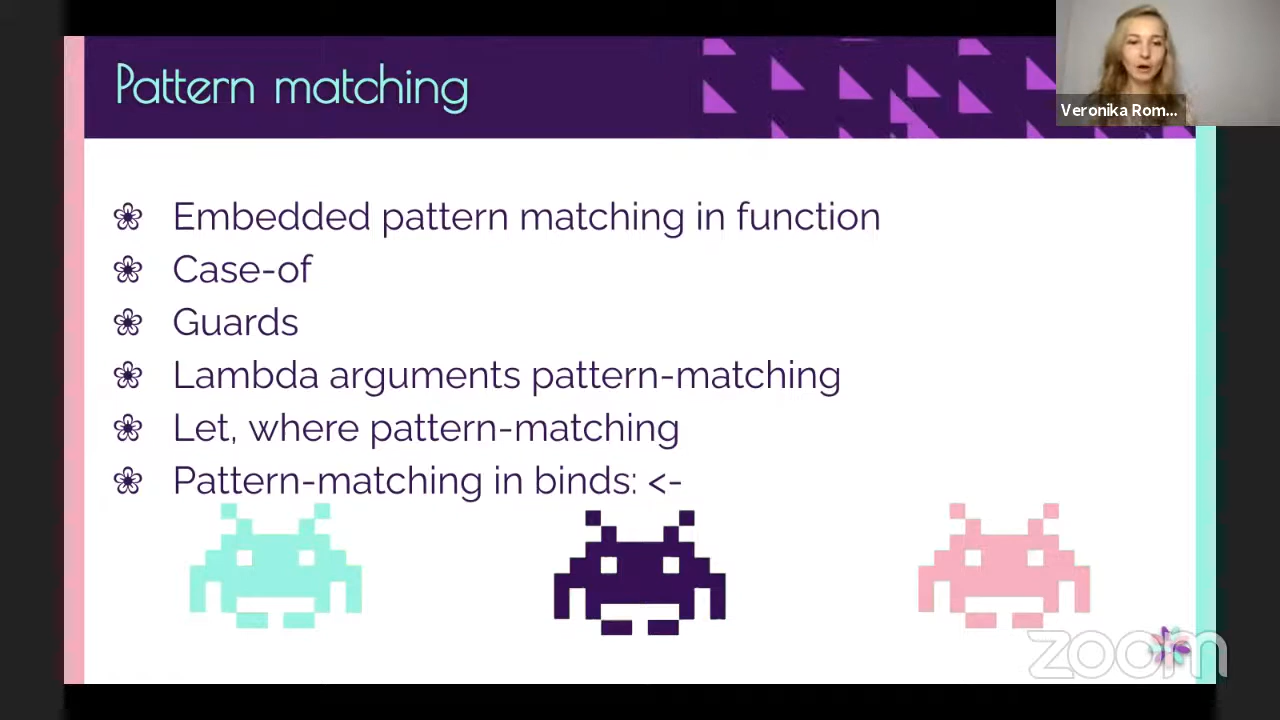 Pattern matching
Veronika Rom...
Embedded pattern matching in function
Case-of
Guards
Lambda arguments pattern-matching
Let, where pattern-matching
Pattern-matching in binds: <-
zoom